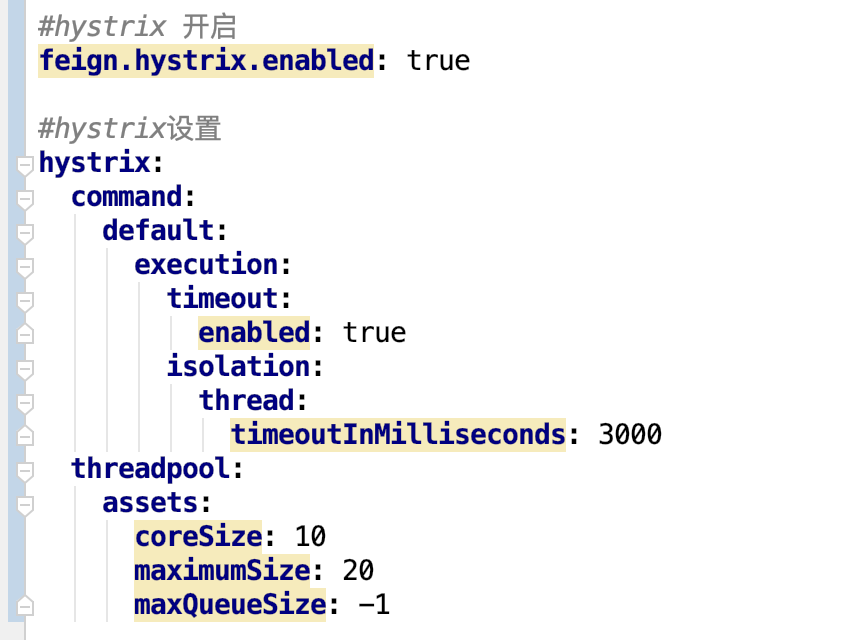 #hystrix 开启
feign.hystrix.enabled: true
#hystrix设置
hystrix:
  command:
    default:
      execution:
        timeout:
          enabled: true
        isolation:
          thread:
            timeoutInMilliseconds: 3000
  threadpool:
    assets:
      coreSize: 10
      maximumSize: 20
      maxQueueSize: -1